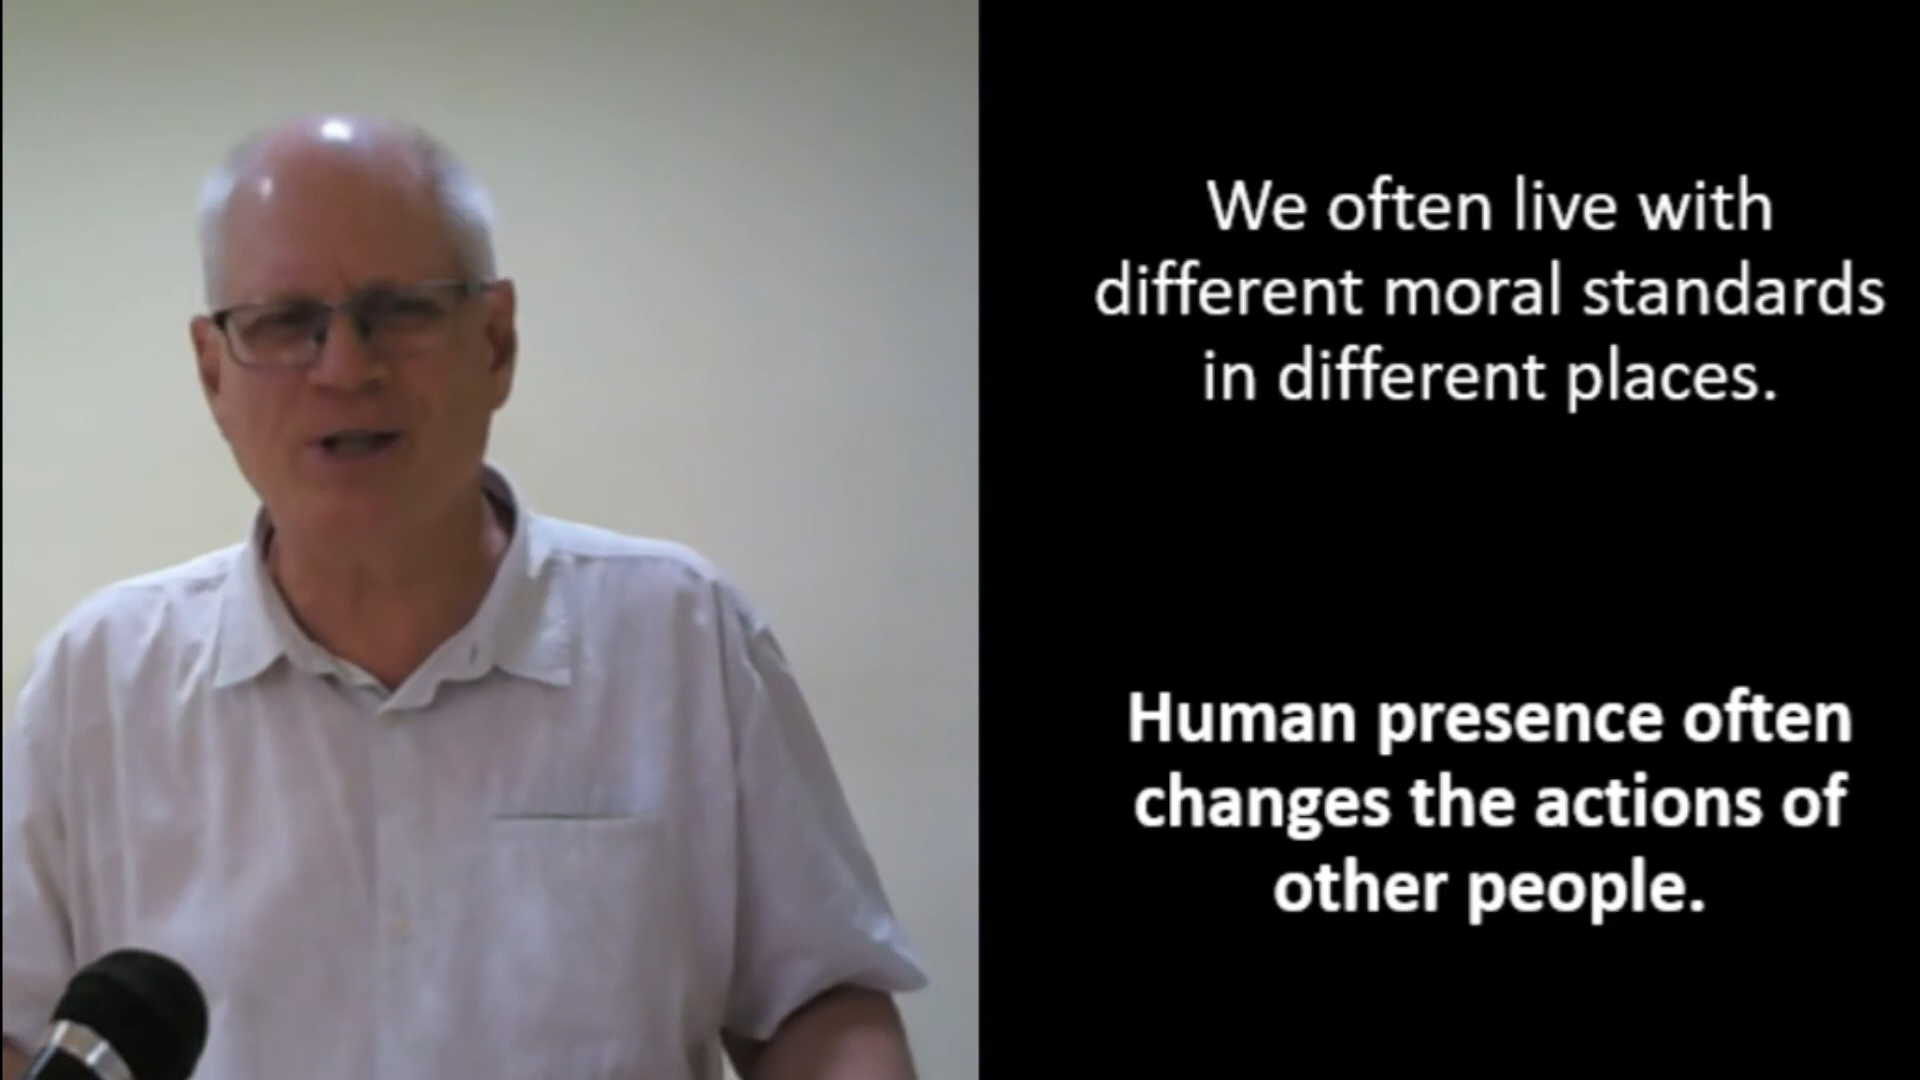 We often live with
different moral standards
in different places.
Human presence often
changes the actions of
other people.